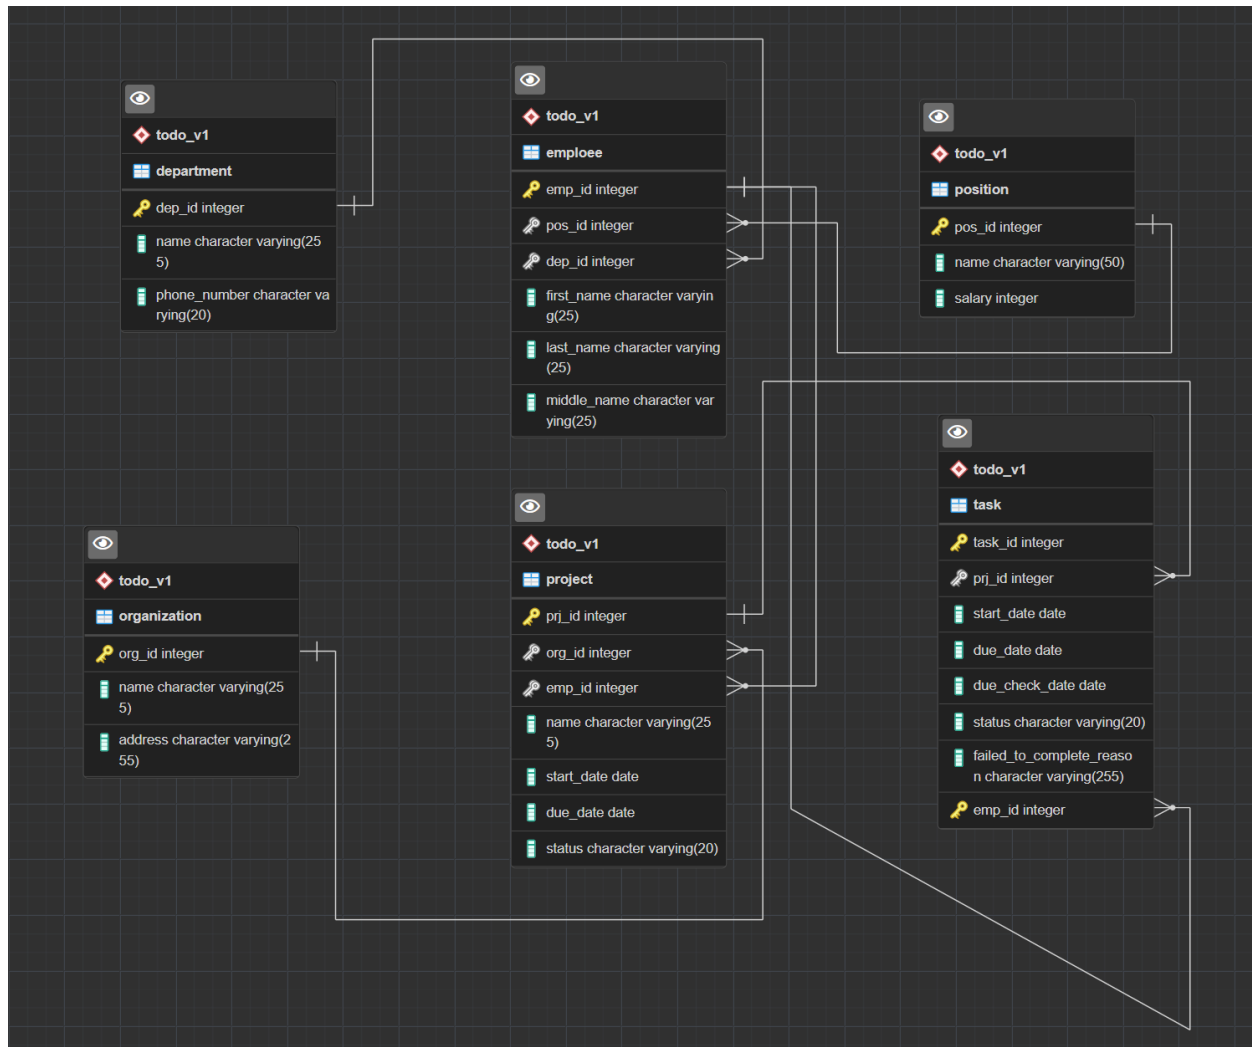 todo_v1
department
dep_id integer
name character varying(25
5)
phone_number character va
rying(20)
todo_v1
emploee
emp_id integer
pos_id integer
dep_id integer
first_name character varyin
g(25)
last_name character varying
(25)
middle_name character var
ying(25)
todo_v1
position
pos_id integer
name character varying(50)
salary integer
todo_v1
organization
org_id integer
name character varying(25
5)
address character varying(2
55)
todo_v1
project
prj_id integer
org_id integer
emp_id integer
name character varying(25
5)
start_date date
due_date date
status character varying(20)
todo_v1
task
task_id integer
prj_id integer
start_date date
due_date date
due_check_date date
status character varying(20)
failed_to_complete_reaso
n character varying(255)
emp_id integer